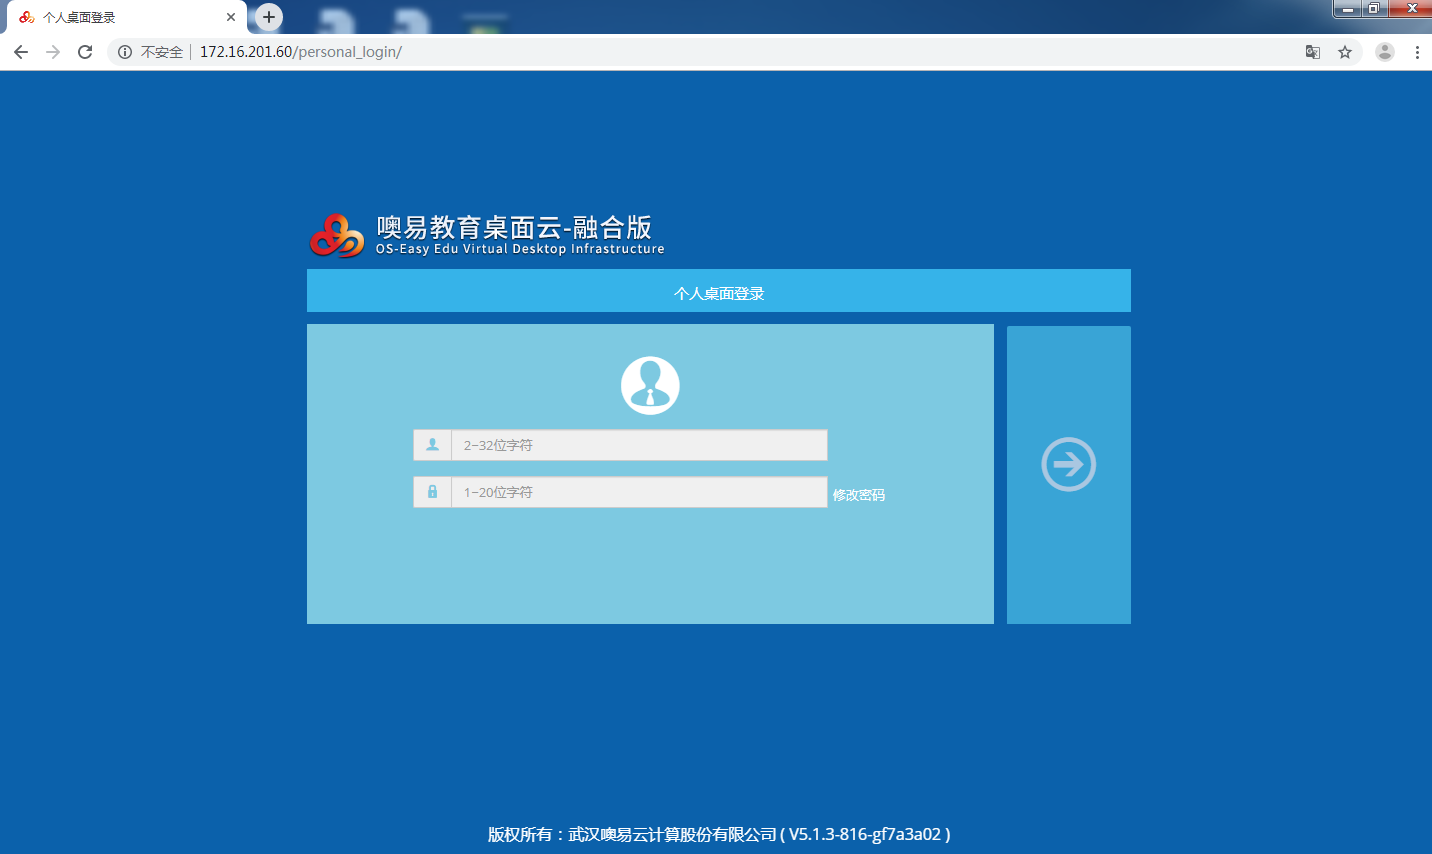 个人桌面登录
不安全 172.16.201.60/personal_login/
噢易教育桌面云-融合版
OS-Easy Edu Virtual Desktop Infrastructure
个人桌面登录
2-32位字符
1-20位字符 修改密码
版权所有：武汉噢易云计算股份有限公司 ( V5.1.3-816-gf7a3a02 )